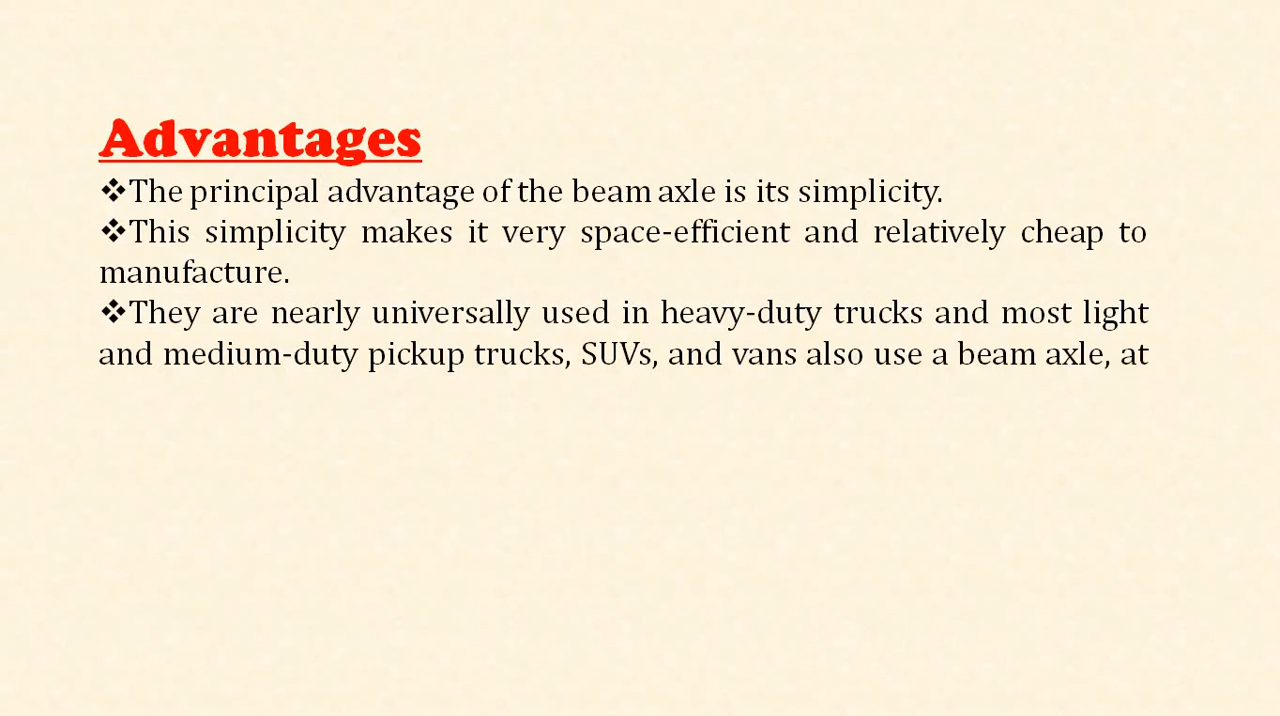 Advantages
❖The principal advantage of the beam axle is its simplicity.
❖This simplicity makes it very space-efficient and relatively cheap to
manufacture.
❖They are nearly universally used in heavy-duty trucks and most light
and medium-duty pickup trucks, SUVs, and vans also use a beam axle, at